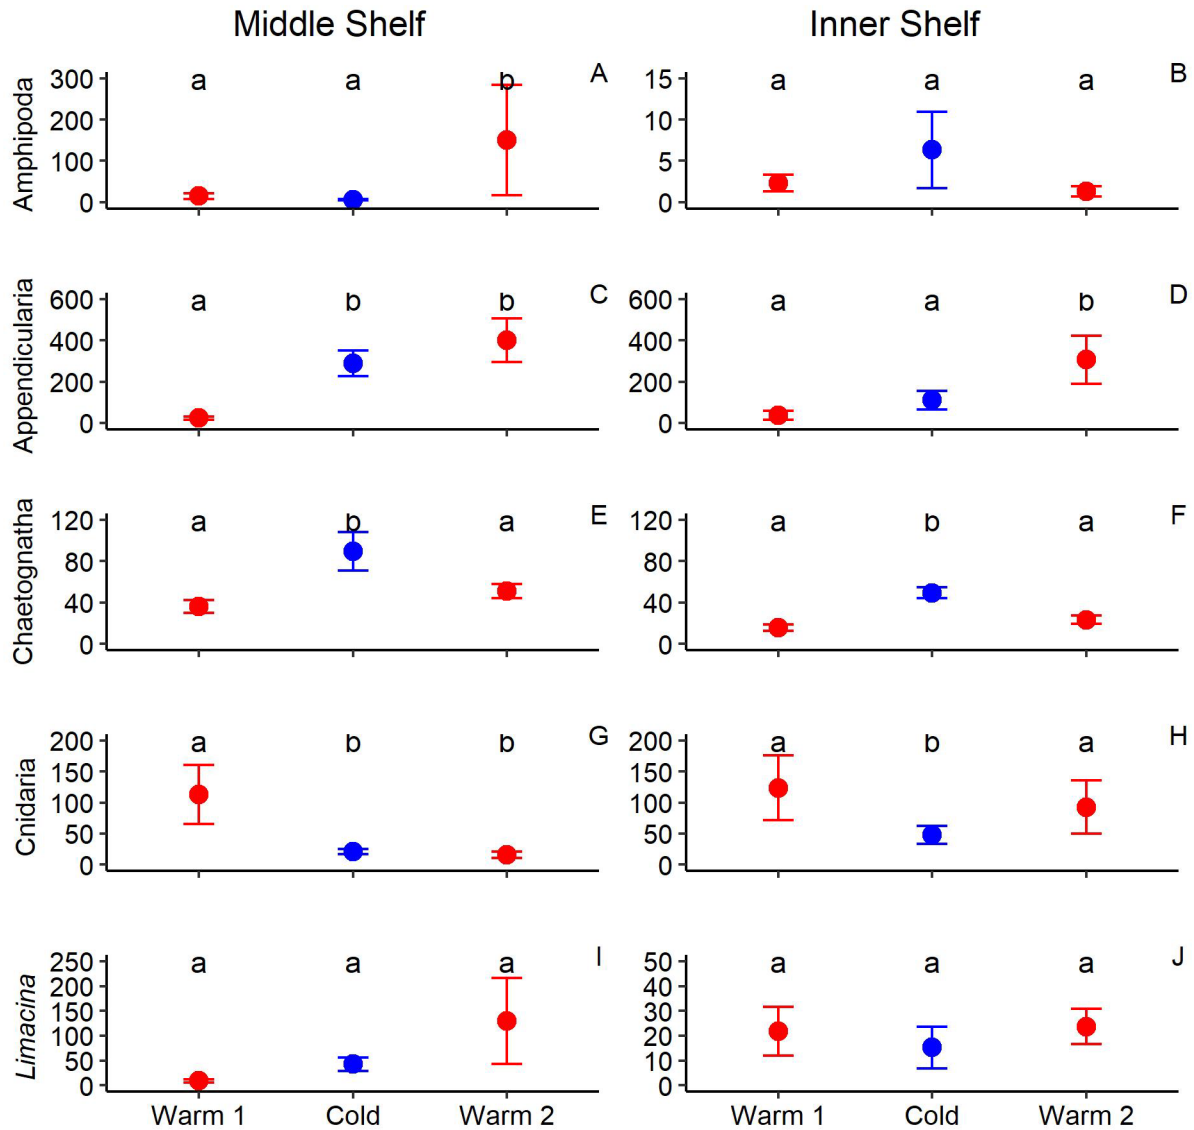 Middle Shelf Inner Shelf
Amphipoda
300 a a b A
200
100
0
15 a a a B
10
5
0
Appendicularia
600 a b b C
400
200
0
600 a a b D
400
200
0
Chaetognatha
120 a b a E
80
40
0
120 a b a F
80
40
0
Cnidaria
200 a b b G
150
100
50
0
200 a b a H
150
100
50
0
Limacina
250 a a a I
200
150
100
50
0
50 a a a J
40
30
20
10
0
Warm 1 Cold Warm 2 Warm 1 Cold Warm 2